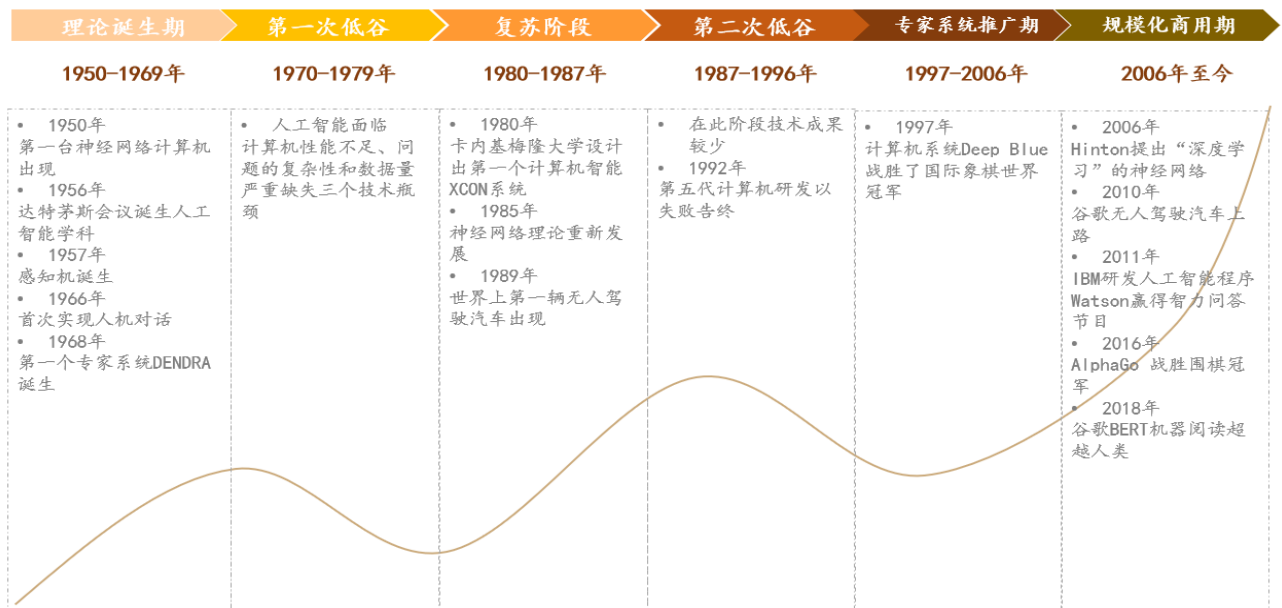 理论诞生期
第一次低谷
复苏阶段
第二次低谷
专家系统推广期
规模化商用期
1950-1969年
1970-1979年
1980-1987年
1987-1996年
1997-2006年
2006年至今
• 1950年
第一台神经网络计算机
出现
• 1956年
达特茅斯会议诞生人工
智能学科
• 1957年
感知机诞生
• 1966年
首次实现人机对话
• 1968年
第一个专家系统DENDRA
诞生
• 人工智能面临
计算机性能不足、问
题的复杂性和数据量
严重缺失三个技术瓶
颈
• 1980年
卡内基梅隆大学设计
出第一个计算机智能
XCON系统
• 1985年
神经网络理论重新发
展
• 1989年
世界上第一辆无人驾
驶汽车出现
• 在此阶段技术成果
较少
• 1992年
第五代计算机研发以
失败告终
• 1997年
计算机系统Deep Blue
战胜了国际象棋世界
冠军
• 2006年
Hinton提出“深度学
习”的神经网络
• 2010年
谷歌无人驾驶汽车上
路
• 2011年
IBM研发人工智能程序
Watson赢得智力问答
节目
• 2016年
AlphaGo 战胜围棋冠
军
• 2018年
谷歌BERT机器阅读超
越人类